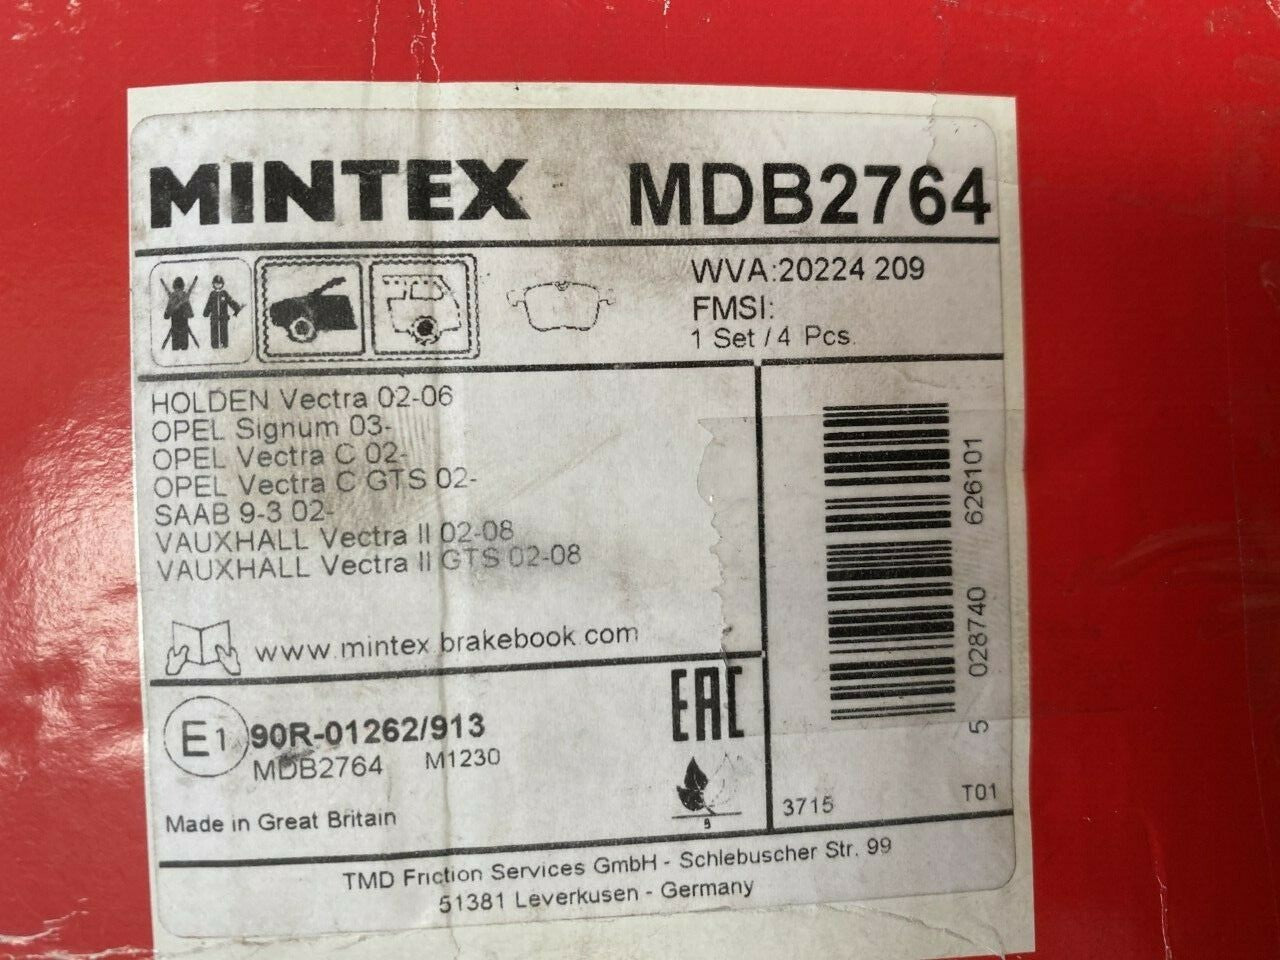 MINTEX MDB2764
WVA:20224 209
FMSI:
1 Set / 4 Pcs.
HOLDEN Vectra 02-06
OPEL Signum 03-
OPEL Vectra C 02-
OPEL Vectra C GTS 02-
SAAB 9-3 02-
VAUXHALL Vectra II 02-08
VAUXHALL Vectra II GTS 02-08
www.mintex.brakebook.com
5 028740 626101
E1 90R-01262/913
MDB2764 M1230
EAC
9
Made in Great Britain
3715 T01
TMD Friction Services GmbH - Schlebuscher Str. 99
51381 Leverkusen - Germany